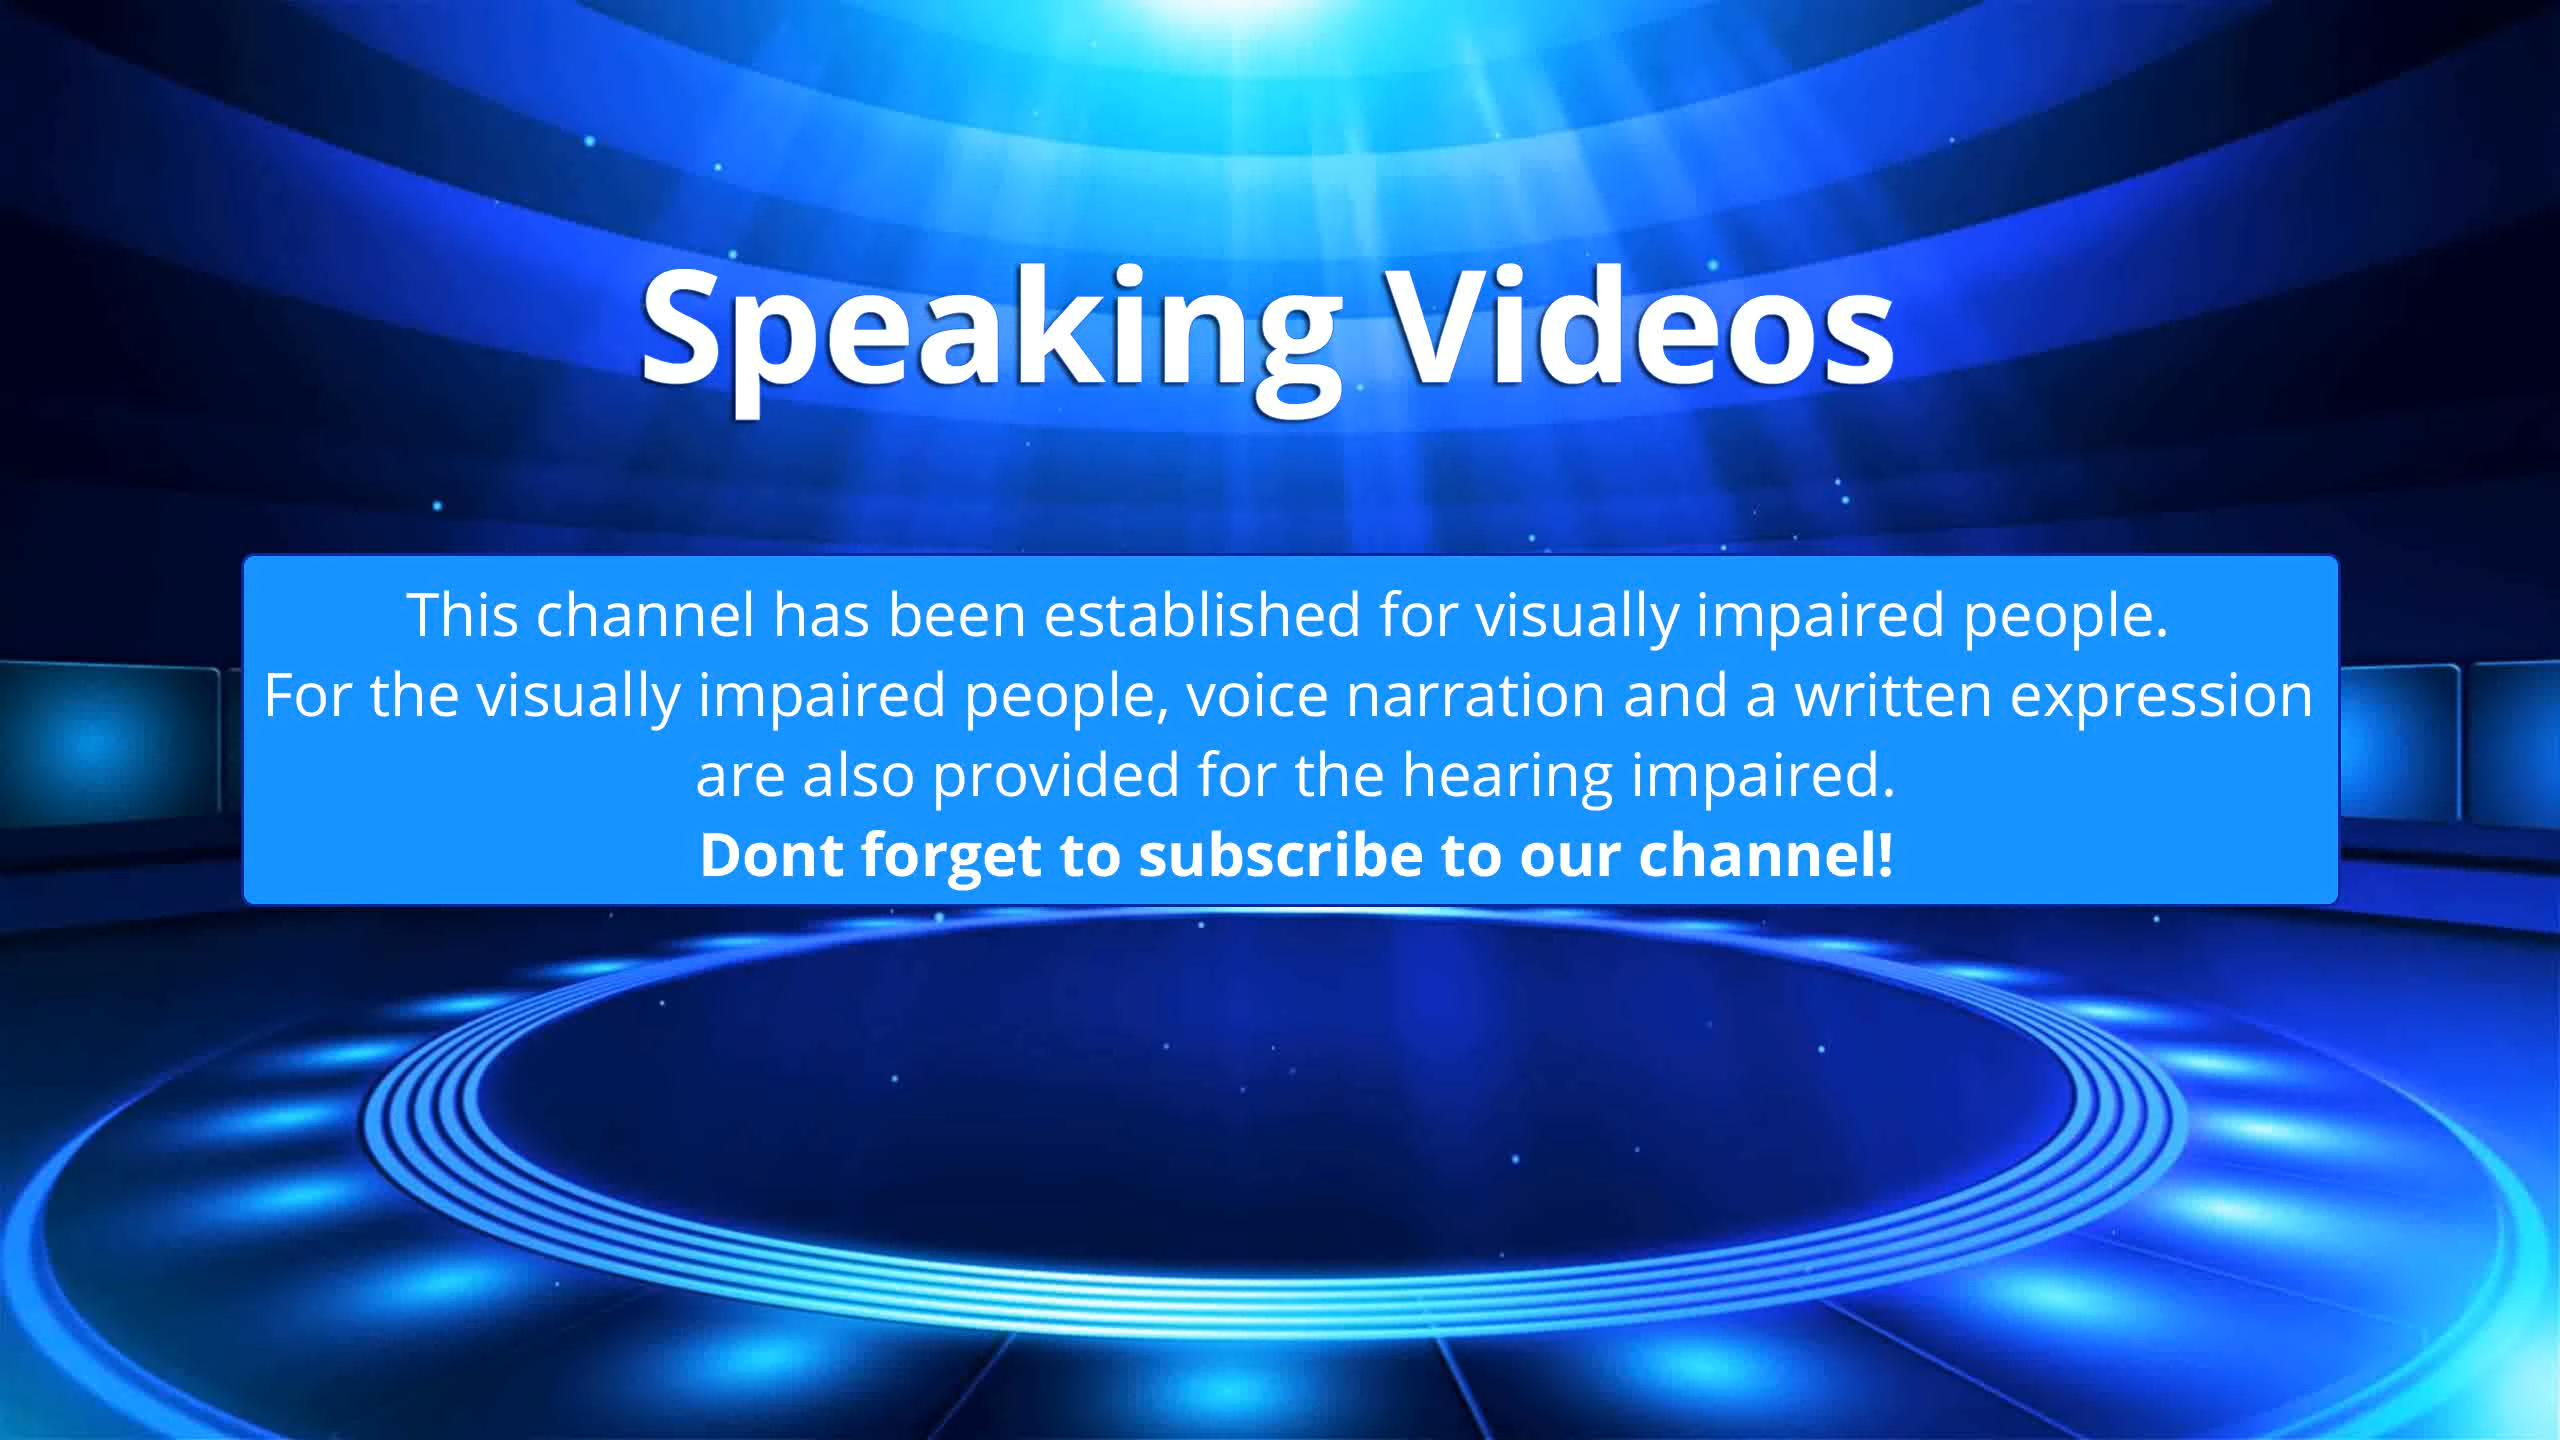 Speaking Videos
This channel has been established for visually impaired people.
For the visually impaired people, voice narration and a written expression
are also provided for the hearing impaired.
Dont forget to subscribe to our channel!